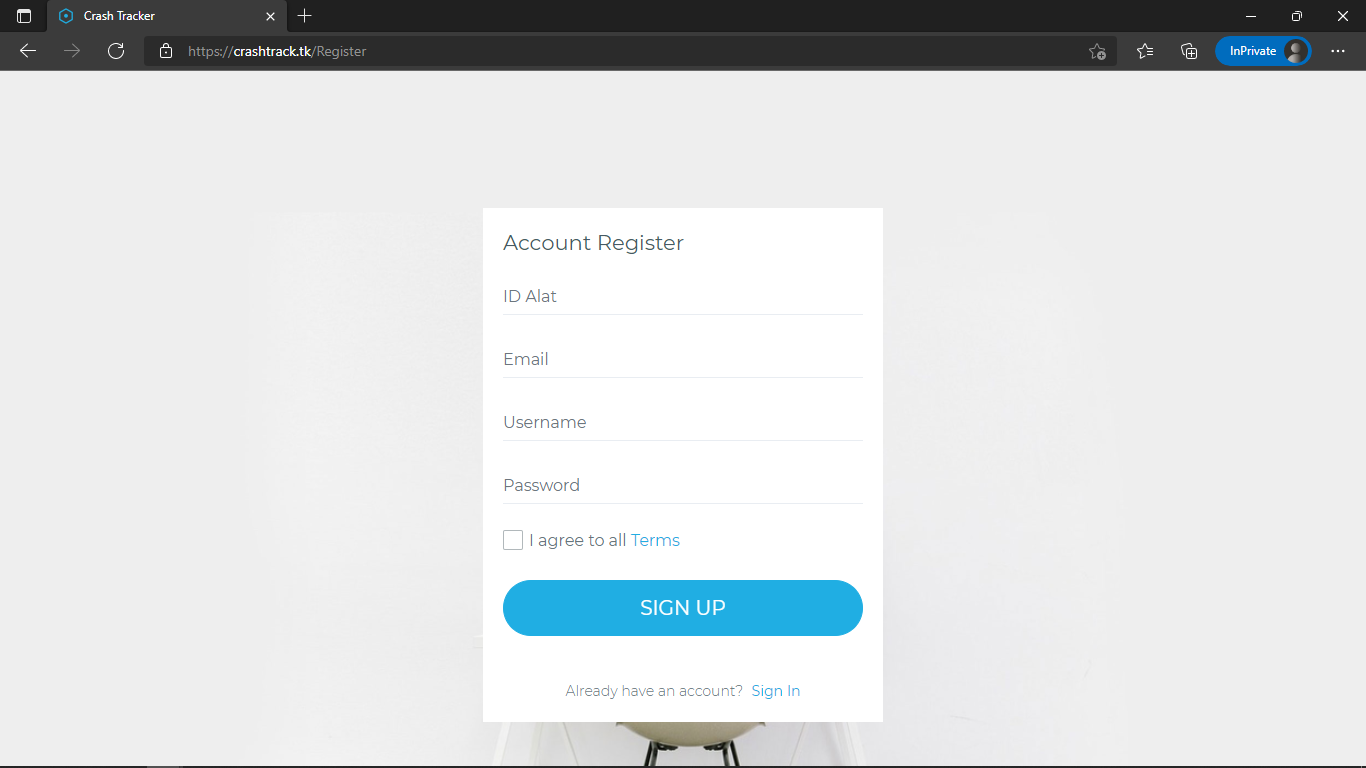 Crash Tracker
https://crashtrack.tk/Register
InPrivate
Account Register
ID Alat
Email
Username
Password
I agree to all Terms
SIGN UP
Already have an account? Sign In